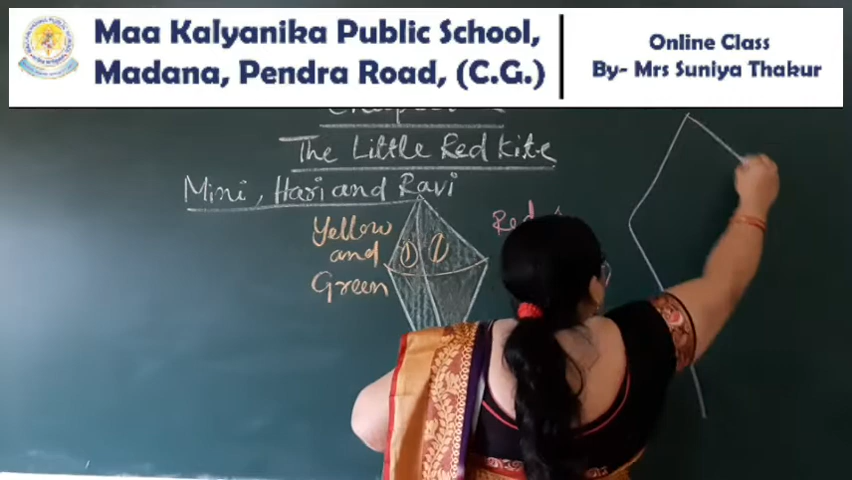 Maa Kalyanika Public School,
Madana, Pendra Road, (C.G.)
Online Class
By- Mrs Suniya Thakur
The Little Red Kite
Mini, Hari and Ravi
Yellow
and
Green
Red